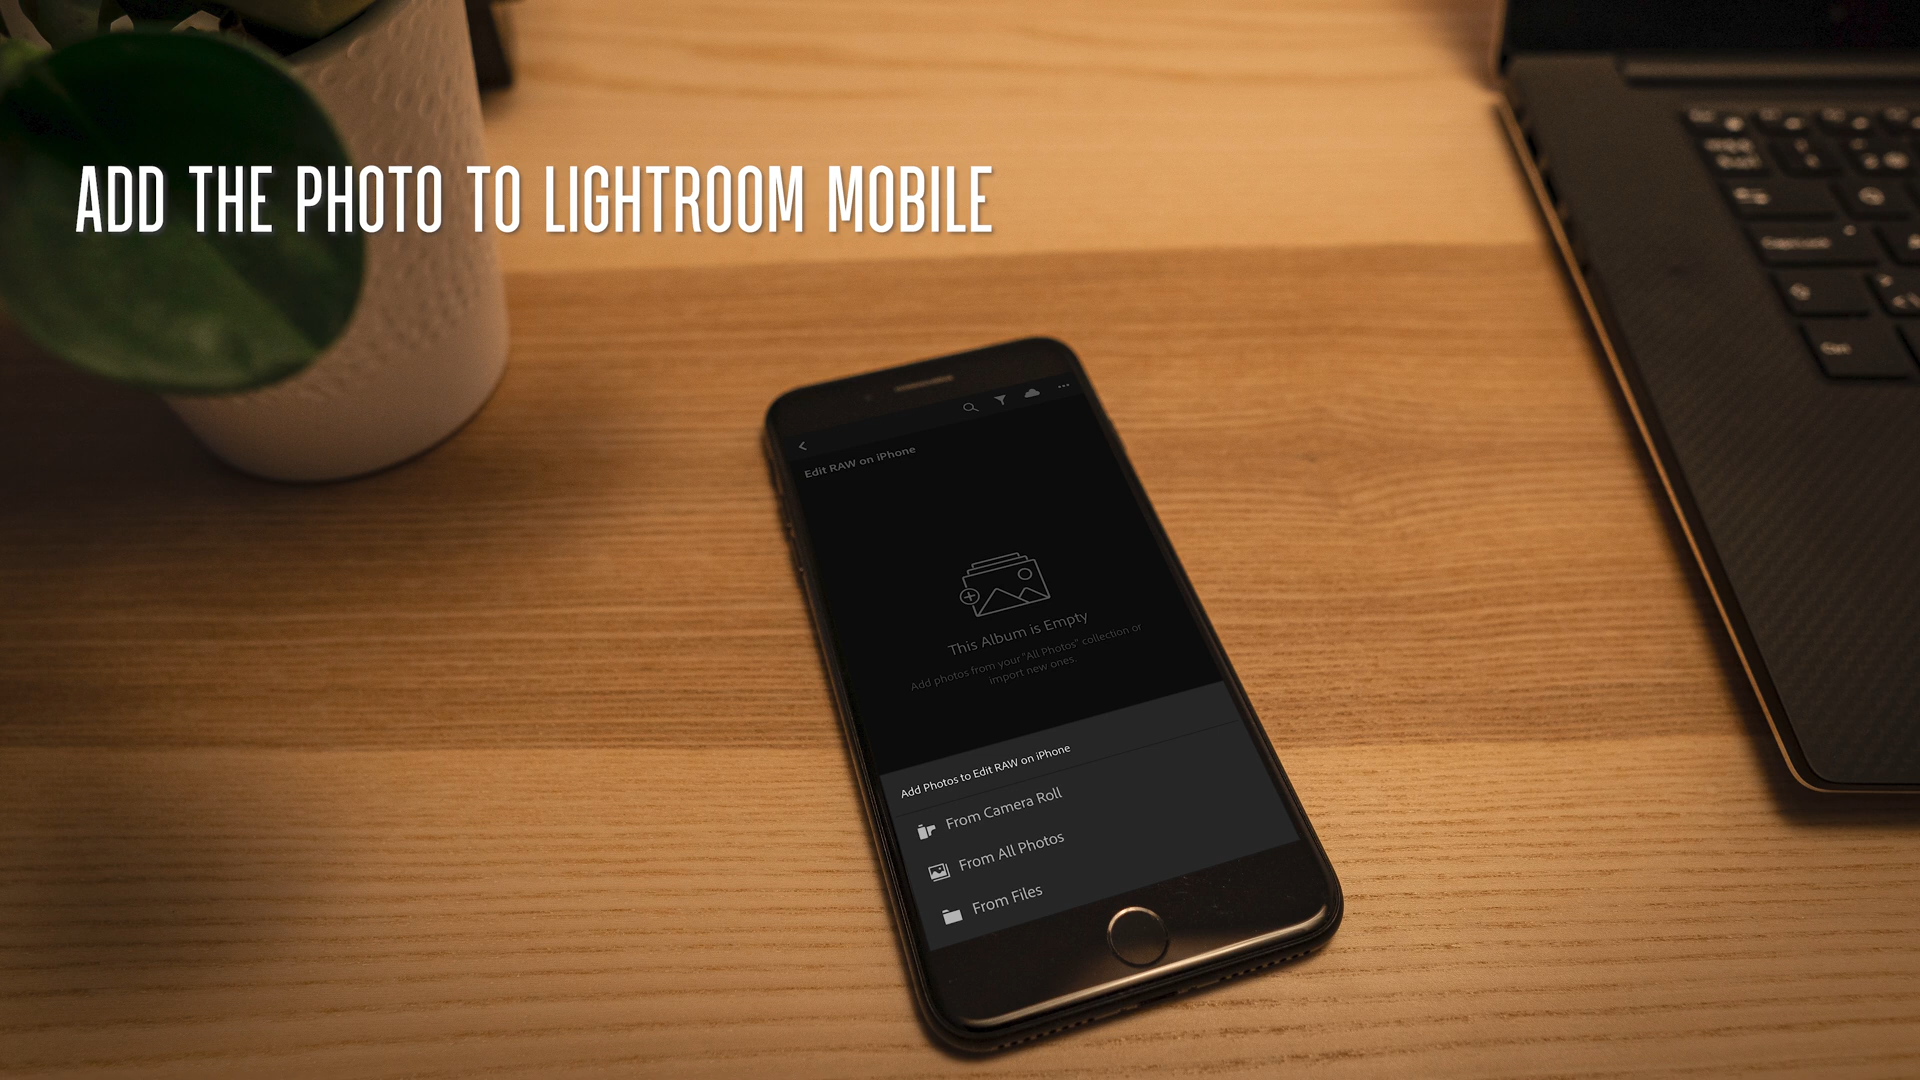 ADD THE PHOTO TO LIGHTROOM MOBILE
Edit RAW on iPhone
This Album is Empty
Add photos from your "All Photos" collection or
import new ones.
Add Photos to Edit RAW on iPhone
From Camera Roll
From All Photos
From Files
Ctrl